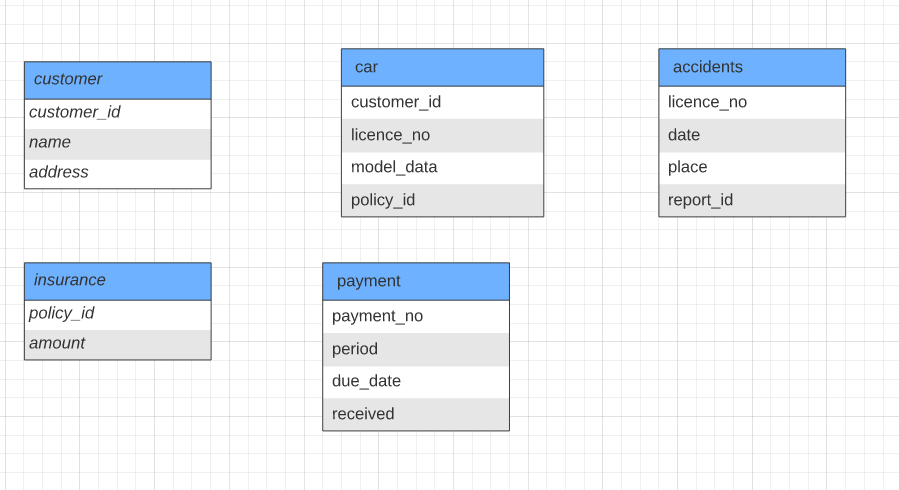 customer
customer_id
name
address
car
customer_id
licence_no
model_data
policy_id
accidents
licence_no
date
place
report_id
insurance
policy_id
amount
payment
payment_no
period
due_date
received